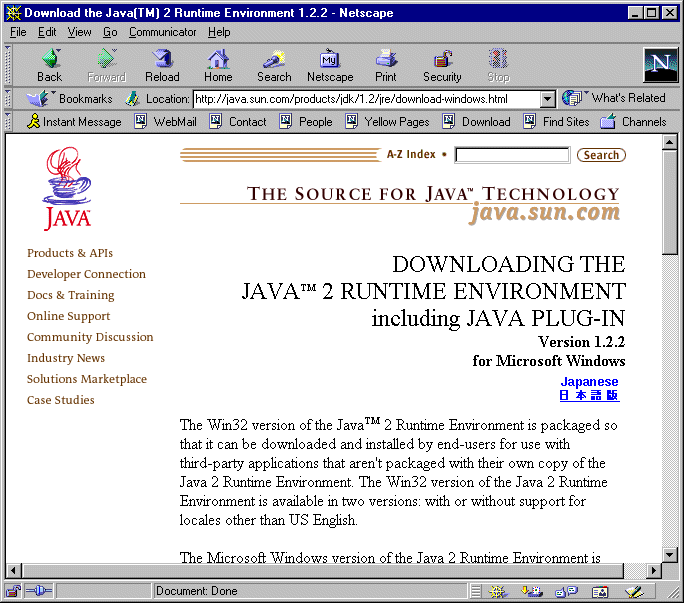 Download the Java(TM) 2 Runtime Environment 1.2.2 - Netscape
File Edit View Go Communicator Help
Back Forward Reload Home Search Netscape Print Security Stop
My
N
Bookmarks Location: http://java.sun.com/products/jdk/1.2/jre/download-windows.html What's Related
Instant Message WebMail Contact People Yellow Pages Download Find Sites Channels
A-Z Index • Search
THE SOURCE FOR JAVA™ TECHNOLOGY
java.sun.com
JAVA™
Products & APIs
Developer Connection
Docs & Training
Online Support
Community Discussion
Industry News
Solutions Marketplace
Case Studies
DOWNLOADING THE
JAVA™ 2 RUNTIME ENVIRONMENT
including JAVA PLUG-IN
Version 1.2.2
for Microsoft Windows
Japanese
日本語版
The Win32 version of the Java™ 2 Runtime Environment is packaged so
that it can be downloaded and installed by end-users for use with
third-party applications that aren't packaged with their own copy of the
Java 2 Runtime Environment. The Win32 version of the Java 2 Runtime
Environment is available in two versions: with or without support for
locales other than US English.
The Microsoft Windows version of the Java 2 Runtime Environment is
Document: Done